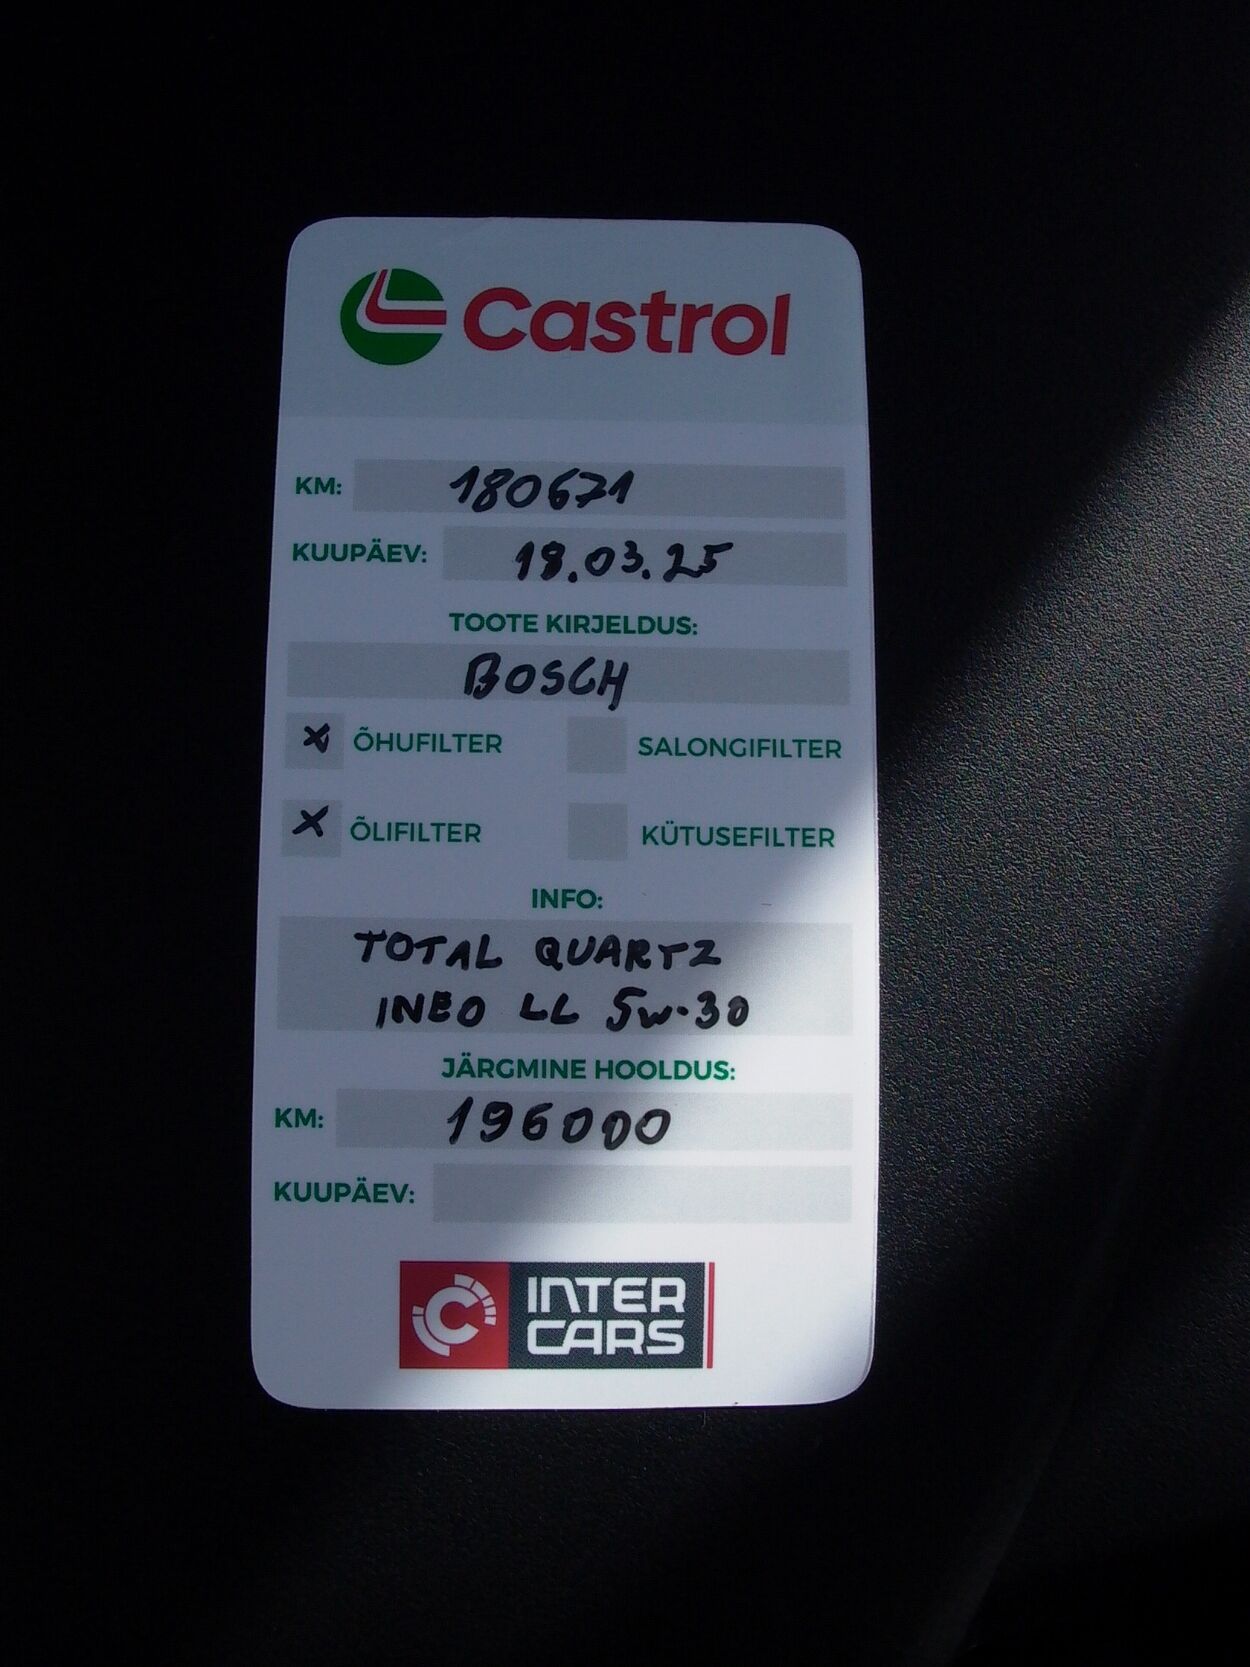 Castrol
KM: 180671
KUUPÄEV: 18.03.25
TOOTE KIRJELDUS:
BOSCH
x ÕHUFILTER SALONGIFILTER
x ÕLIFILTER KÜTUSEFILTER
INFO:
TOTAL QUARTZ
INEO LL 5W-30
JÄRGMINE HOOLDUS:
KM: 196000
KUUPÄEV:
INTER
CARS